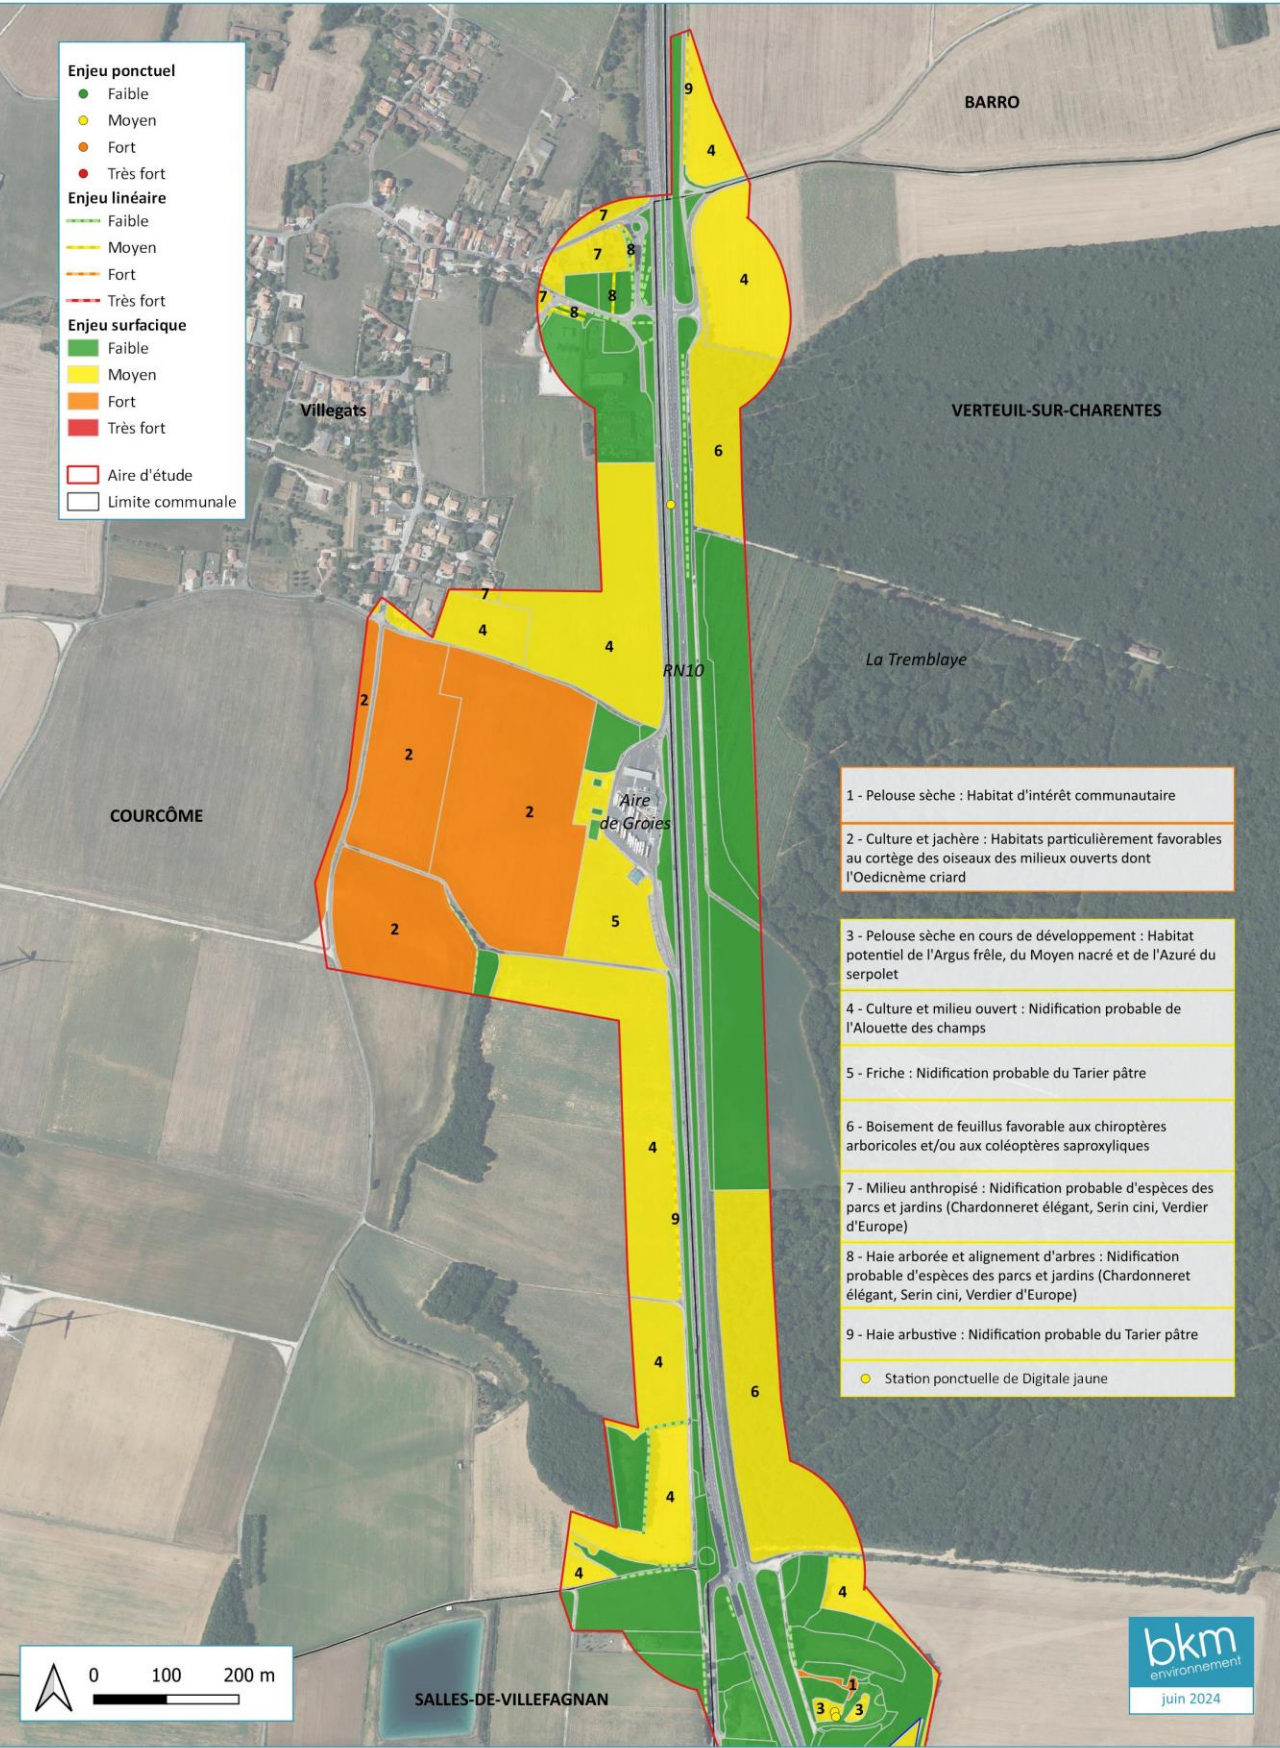 Enjeu ponctuel
Faible
Moyen
Fort
Très fort
Enjeu linéaire
Faible
Moyen
Fort
Très fort
Enjeu surfacique
Faible
Moyen
Fort
Très fort
Aire d'étude
Limite communale
9
BARRO
4
7
8
7
4
7
8
8
Villegats
VERTEUIL-SUR-CHARENTES
6
7
4
4
RN10
La Tremblaye
2
2
2
Aire
de Groies
COURCÔME
5
2
1 - Pelouse sèche : Habitat d'intérêt communautaire
2 - Culture et jachère : Habitats particulièrement favorables
au cortège des oiseaux des milieux ouverts dont
l'Oedicnème criard
3 - Pelouse sèche en cours de développement : Habitat
potentiel de l'Argus frêle, du Moyen nacré et de l'Azuré du
serpolet
4 - Culture et milieu ouvert : Nidification probable de
l'Alouette des champs
5 - Friche : Nidification probable du Tarier pâtre
6 - Boisement de feuillus favorable aux chiroptères
arboricoles et/ou aux coléoptères saproxyliques
7 - Milieu anthropisé : Nidification probable d'espèces des
parcs et jardins (Chardonneret élégant, Serin cini, Verdier
d'Europe)
8 - Haie arborée et alignement d'arbres : Nidification
probable d'espèces des parcs et jardins (Chardonneret
élégant, Serin cini, Verdier d'Europe)
9 - Haie arbustive : Nidification probable du Tarier pâtre
Station ponctuelle de Digitale jaune
4
9
4
6
4
4
4
1
3
3
0 100 200 m
SALLES-DE-VILLEFAGNAN
bkm
environnement
juin 2024